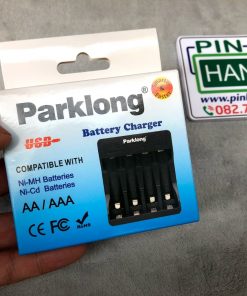 Parklong®
USB
Battery Charger
Parklong
COMPATIBLE WITH
Ni-MH Batteries
Ni-Cd Batteries
AA / AAA
CE FC
PIN
HAN
www.pin
082.7